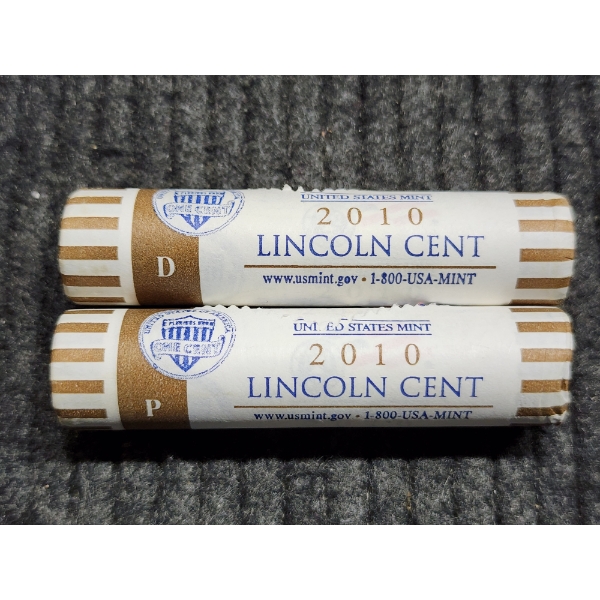 ONE CENT
D
UNITED STATES MINT
2010
LINCOLN CENT
www.usmint.gov • 1-800-USA-MINT
ONE CENT
P
UNITED STATES MINT
2010
LINCOLN CENT
www.usmint.gov • 1-800-USA-MINT